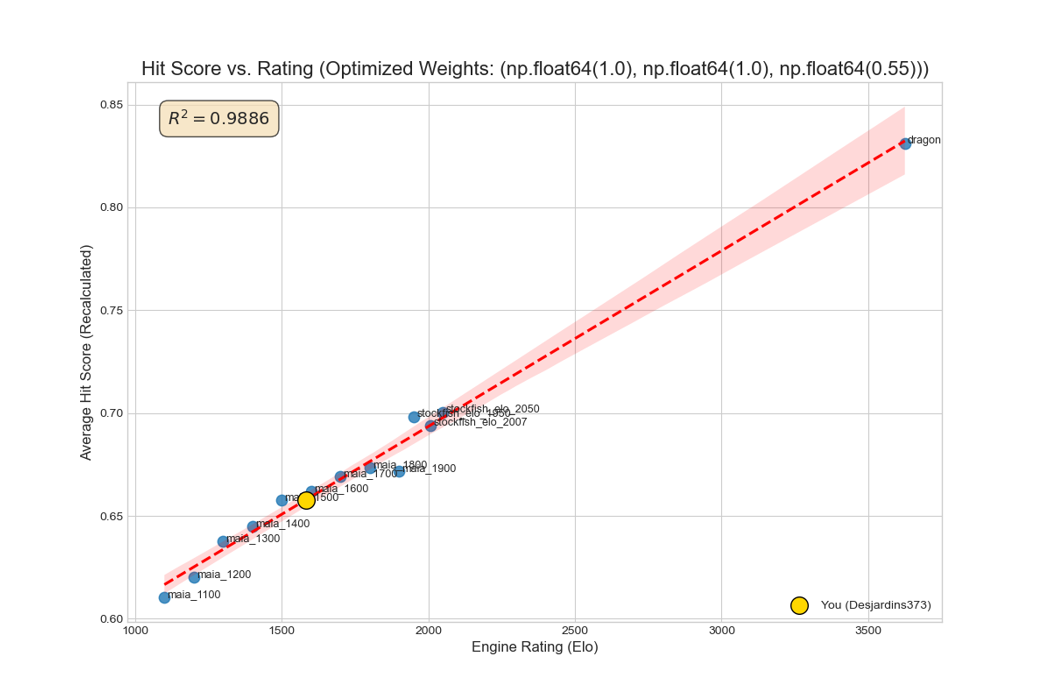 Hit Score vs. Rating (Optimized Weights: (np.float64(1.0), np.float64(1.0), np.float64(0.55)))
R² = 0.9886
0.85
0.80
0.75
0.70
0.65
0.60
Average Hit Score (Recalculated)
dragon
stockfish_elo_2050
stockfish_elo_1950
stockfish_elo_2007
maia_1800
maia_1900
maia_1700
maia_1600
maia_1500
maia_1400
maia_1300
maia_1200
maia_1100
You (Desjardins373)
1000
1500
2000
2500
3000
3500
Engine Rating (Elo)